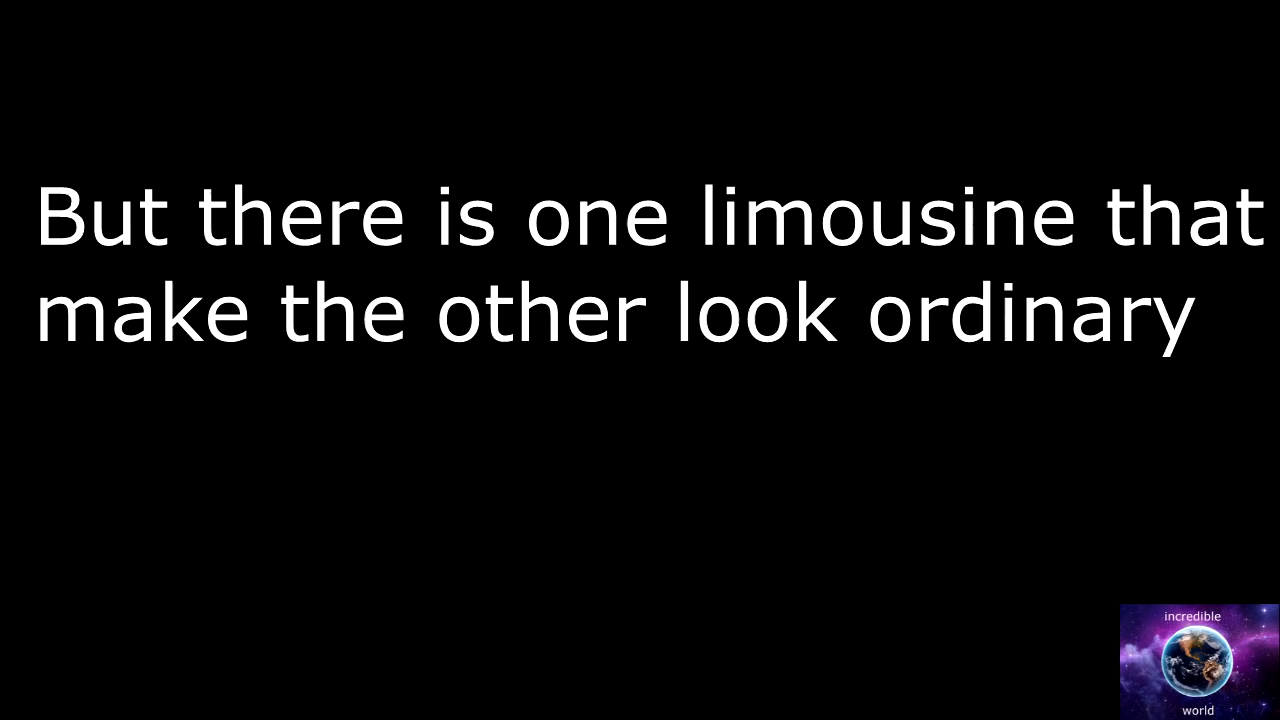 But there is one limousine that
make the other look ordinary
incredible
world